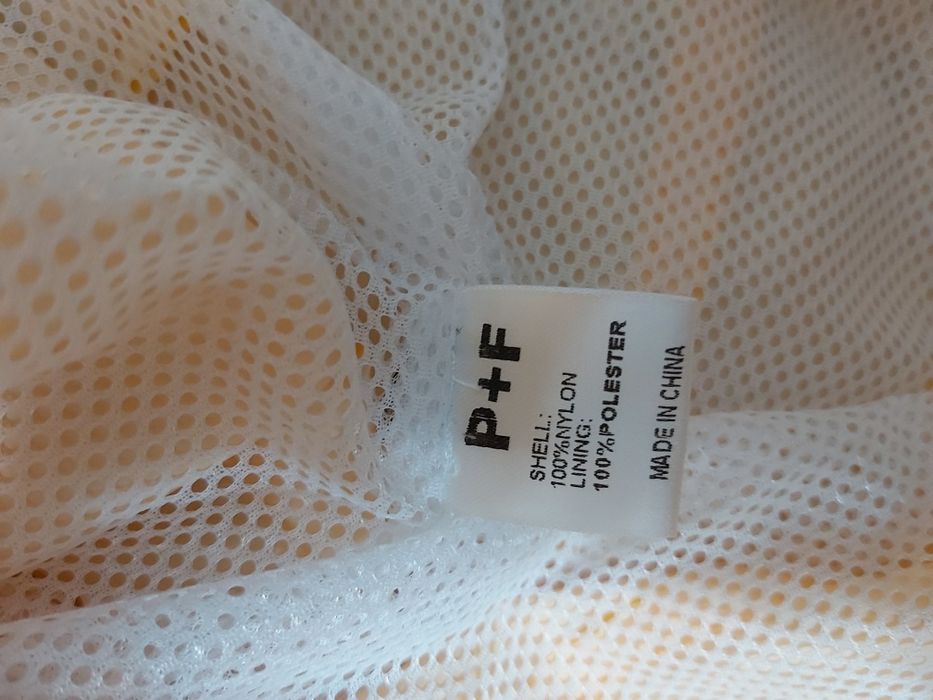 P+F
SHELL:
100%NYLON
LINING:
100%POLESTER
MADE IN CHINA